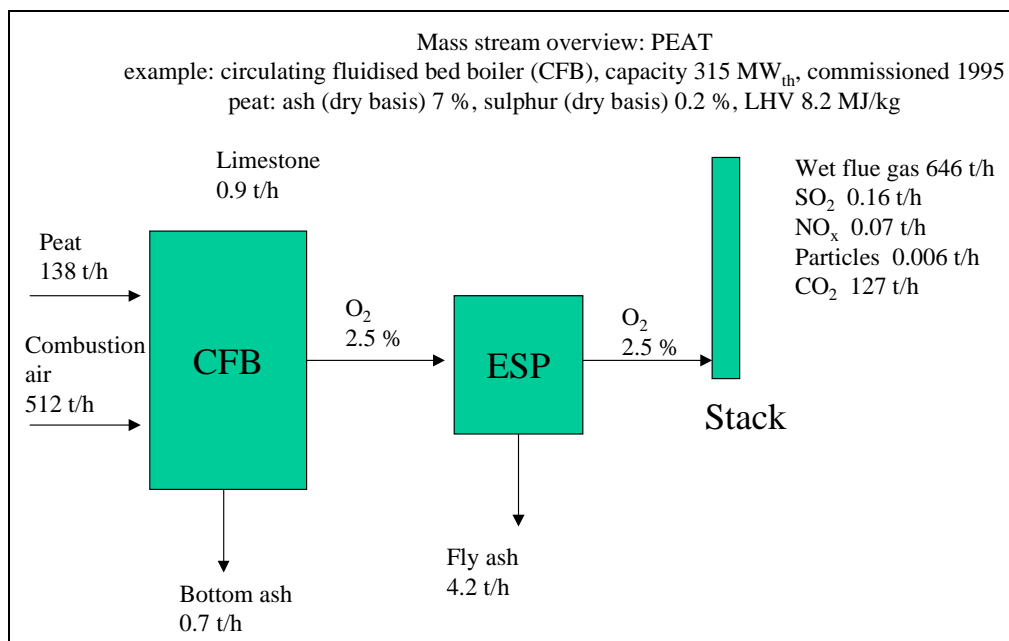 Mass stream overview: PEAT
example: circulating fluidised bed boiler (CFB), capacity 315 MWth, commissioned 1995
peat: ash (dry basis) 7 %, sulphur (dry basis) 0.2 %, LHV 8.2 MJ/kg
Limestone
0.9 t/h
Wet flue gas 646 t/h
SO2 0.16 t/h
NOx 0.07 t/h
Particles 0.006 t/h
CO2 127 t/h
Peat
138 t/h
Combustion
air
512 t/h
CFB
O2
2.5 %
ESP
O2
2.5 %
Stack
Bottom ash
0.7 t/h
Fly ash
4.2 t/h